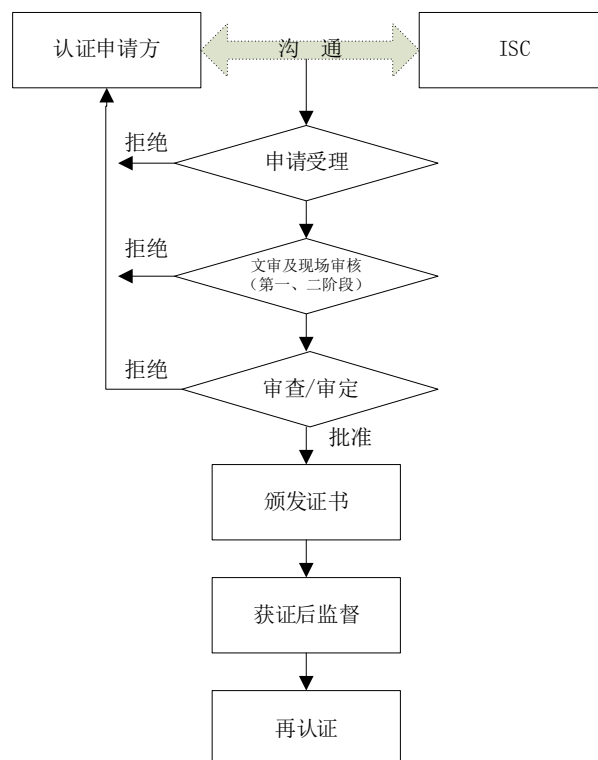 认证申请方
沟 通
ISC
拒绝
申请受理
拒绝
文审及现场审核
(第一、二阶段)
拒绝
审查/审定
批准
颁发证书
获证后监督
再认证